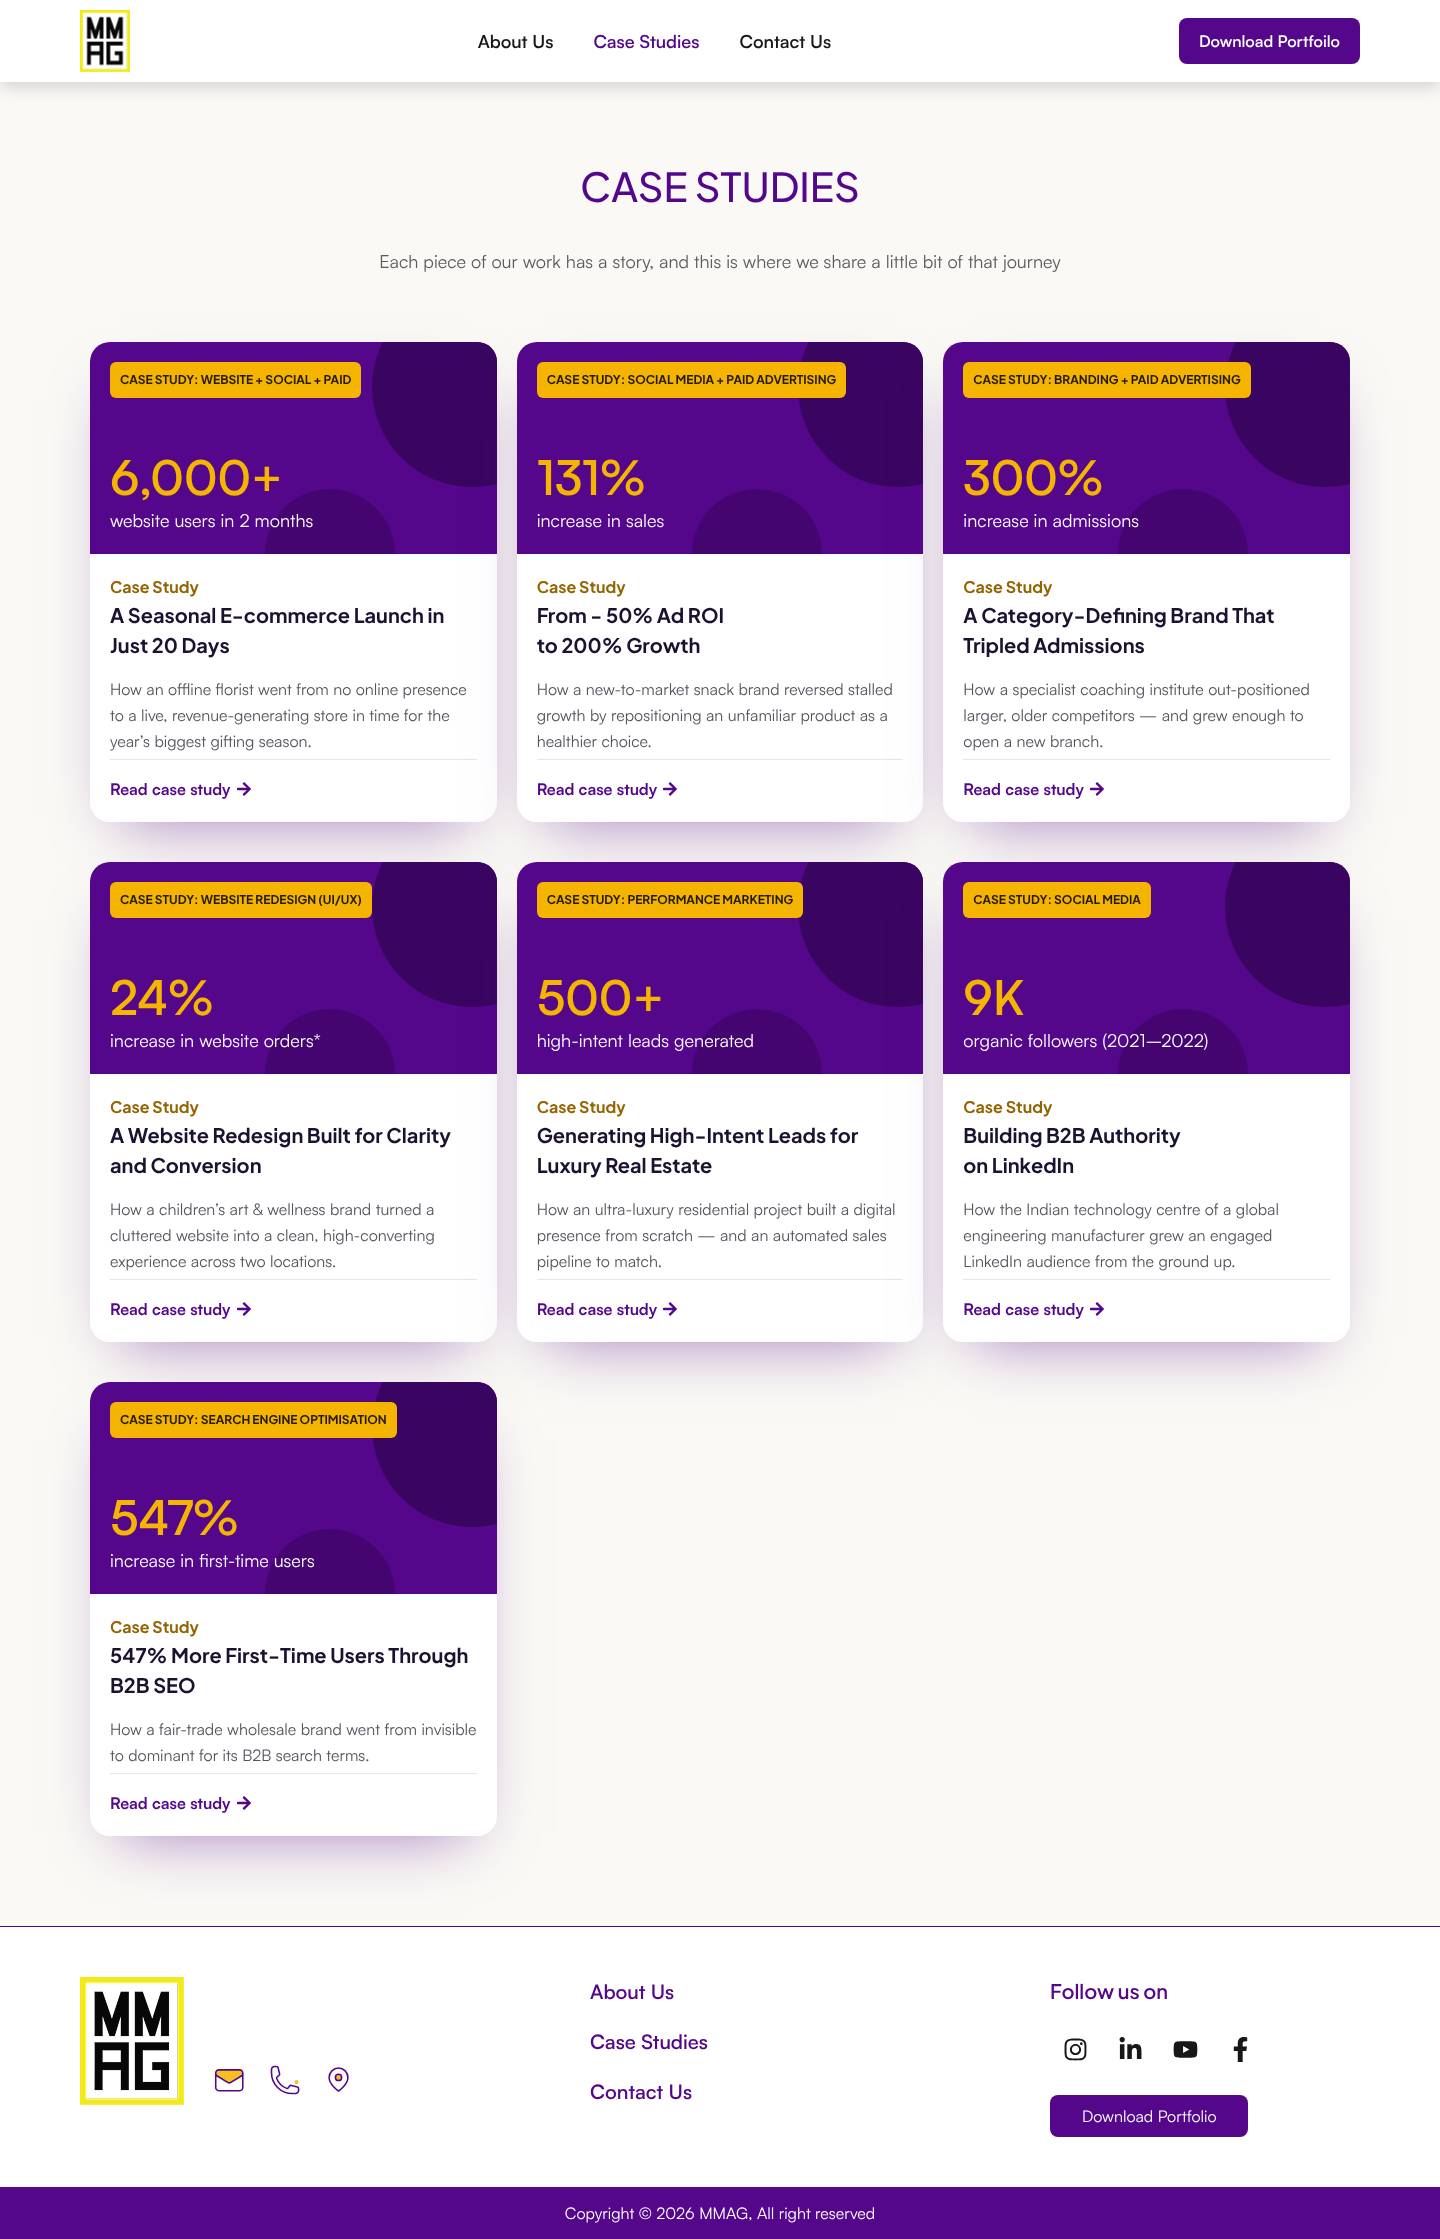 MM
AG
About Us
Case Studies
Contact Us
Download Portfoilo
CASE STUDIES
Each piece of our work has a story, and this is where we share a little bit of that journey
CASE STUDY: WEBSITE + SOCIAL + PAID
6,000+
website users in 2 months
Case Study
A Seasonal E-commerce Launch in
Just 20 Days
How an offline florist went from no online presence
to a live, revenue-generating store in time for the
year’s biggest gifting season.
Read case study
CASE STUDY: SOCIAL MEDIA + PAID ADVERTISING
131%
increase in sales
Case Study
From - 50% Ad ROI
to 200% Growth
How a new-to-market snack brand reversed stalled
growth by repositioning an unfamiliar product as a
healthier choice.
Read case study
CASE STUDY: BRANDING + PAID ADVERTISING
300%
increase in admissions
Case Study
A Category-Defining Brand That
Tripled Admissions
How a specialist coaching institute out-positioned
larger, older competitors — and grew enough to
open a new branch.
Read case study
CASE STUDY: WEBSITE REDESIGN (UI/UX)
24%
increase in website orders*
Case Study
A Website Redesign Built for Clarity
and Conversion
How a children’s art & wellness brand turned a
cluttered website into a clean, high-converting
experience across two locations.
Read case study
CASE STUDY: PERFORMANCE MARKETING
500+
high-intent leads generated
Case Study
Generating High-Intent Leads for
Luxury Real Estate
How an ultra-luxury residential project built a digital
presence from scratch — and an automated sales
pipeline to match.
Read case study
CASE STUDY: SOCIAL MEDIA
9K
organic followers (2021—2022)
Case Study
Building B2B Authority
on LinkedIn
How the Indian technology centre of a global
engineering manufacturer grew an engaged
LinkedIn audience from the ground up.
Read case study
CASE STUDY: SEARCH ENGINE OPTIMISATION
547%
increase in first-time users
Case Study
547% More First-Time Users Through
B2B SEO
How a fair-trade wholesale brand went from invisible
to dominant for its B2B search terms.
Read case study
MM
AG
About Us
Case Studies
Contact Us
Follow us on
Download Portfolio
Copyright © 2026 MMAG, All right reserved